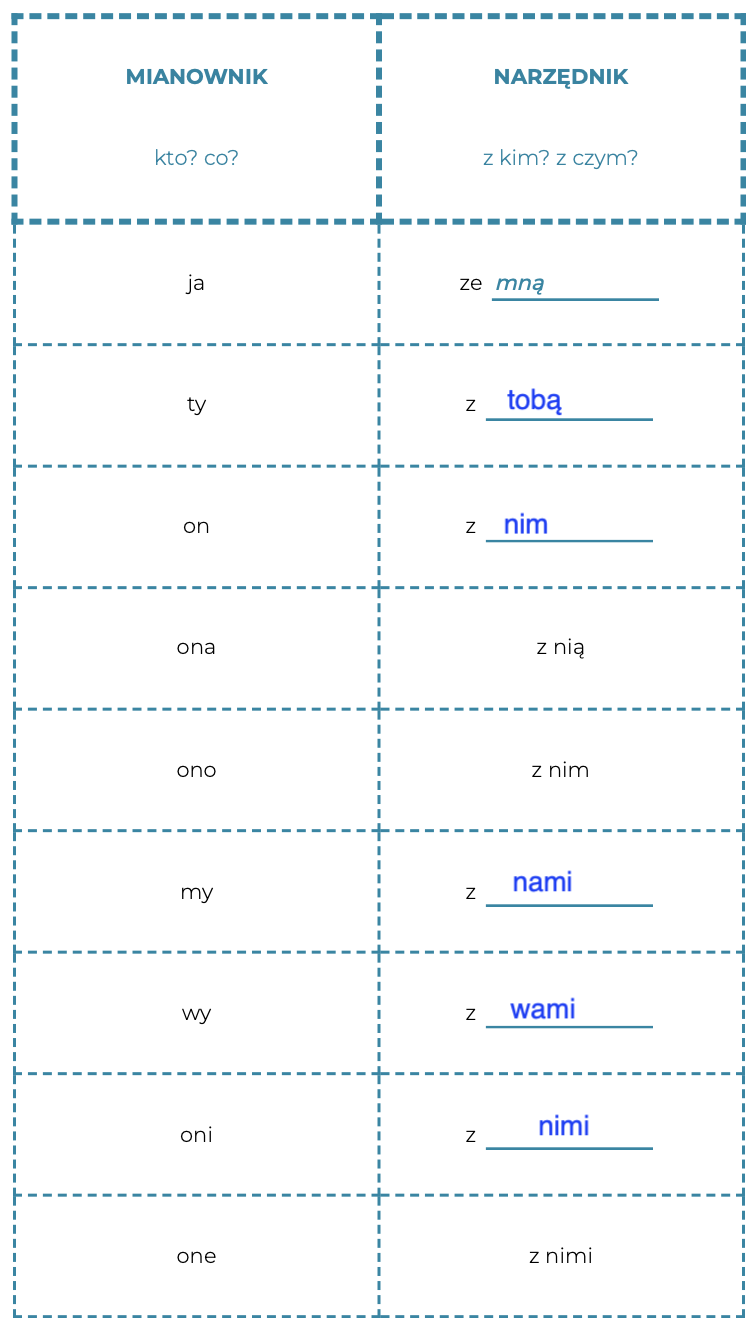 MIANOWNIK NARZĘDNIK
kto? co? z kim? z czym?
ja ze mną
ty z tobą
on z nim
ona z nią
ono z nim
my z nami
wy z wami
oni z nimi
one z nimi